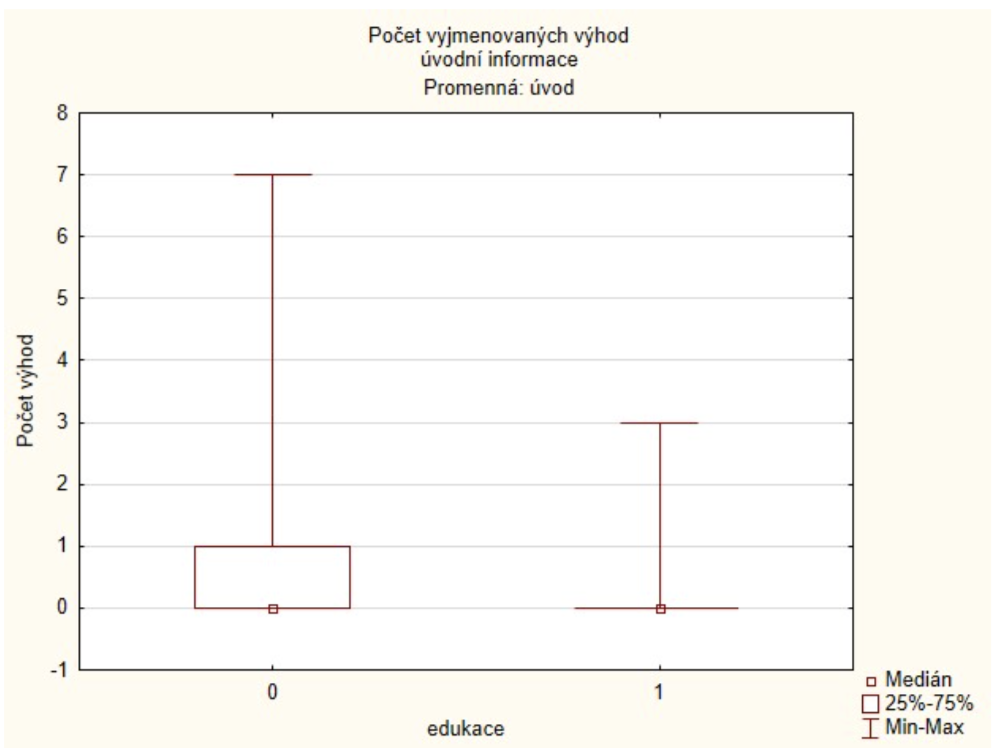 Počet vyjmenovaných výhod
úvodní informace
Promenná: úvod
8
7
6
5
4
3
2
1
0
-1
Počet výhod
0
1
edukace
Medián
25%-75%
Min-Max